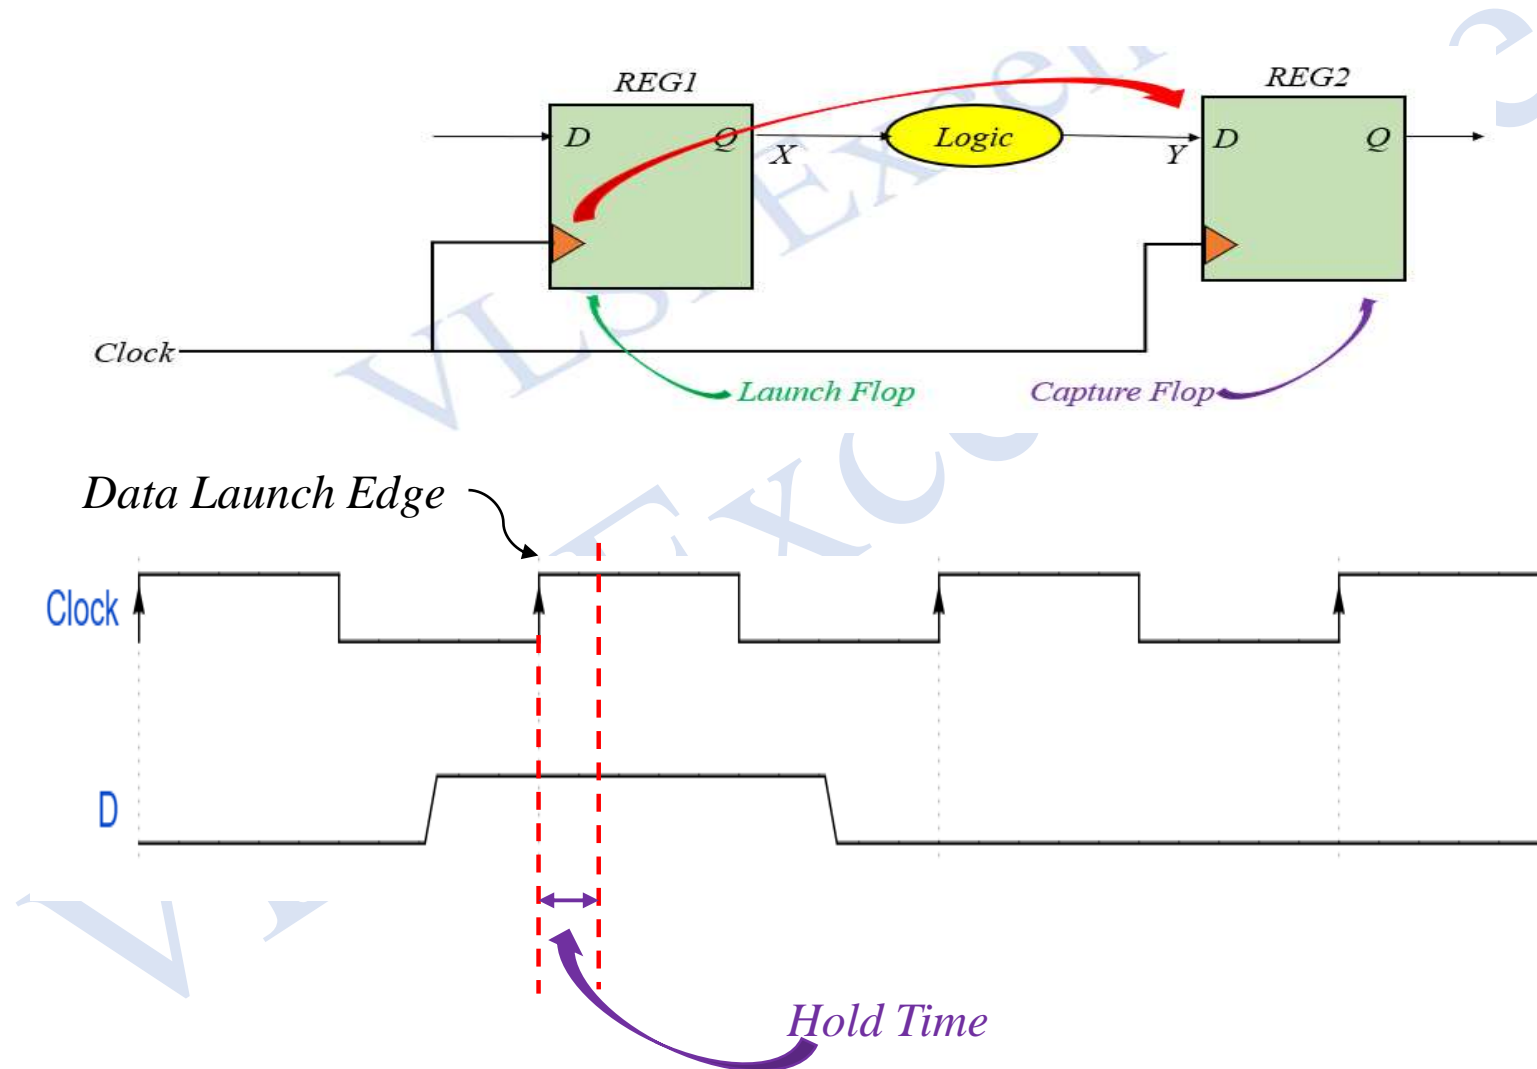 REG1
REG2
D
Q
X
Logic
Y
D
Q
Clock
Launch Flop
Capture Flop
Data Launch Edge
Clock
D
Hold Time